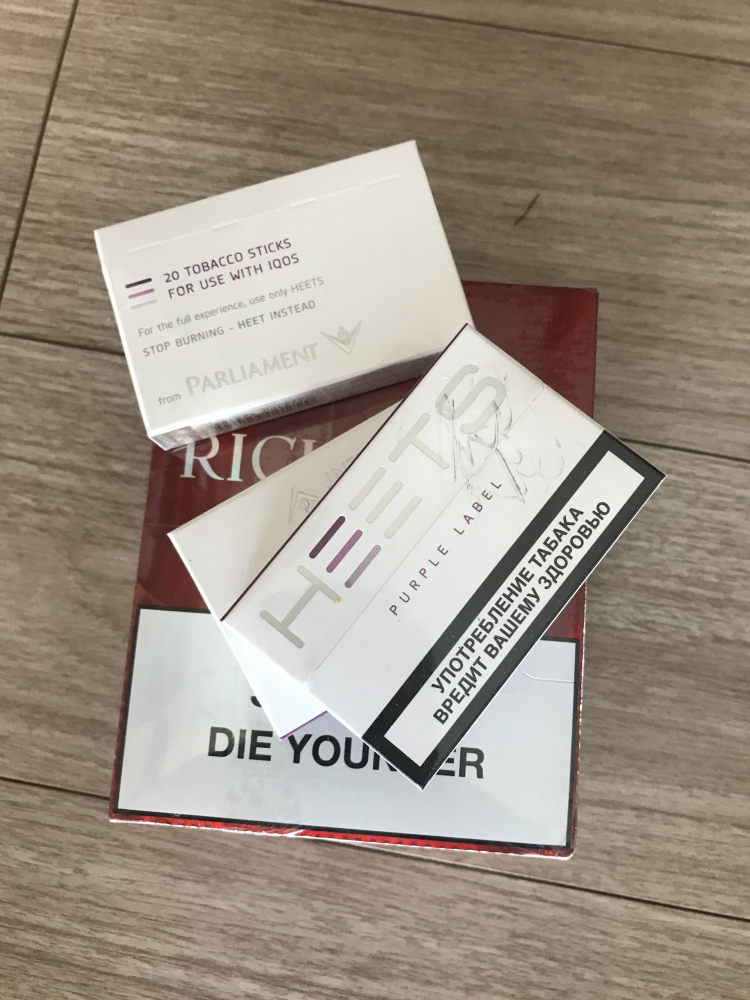 20 TOBACCO STICKS
FOR USE WITH IQOS
For the full experience, use only HEETS
STOP BURNING - HEET INSTEAD
from PARLIAMENT
HEETS
PURPLE LABEL
УПОТРЕБЛЕНИЕ ТАБАКА
ВРЕДИТ ВАШЕМУ ЗДОРОВЬЮ
DIE